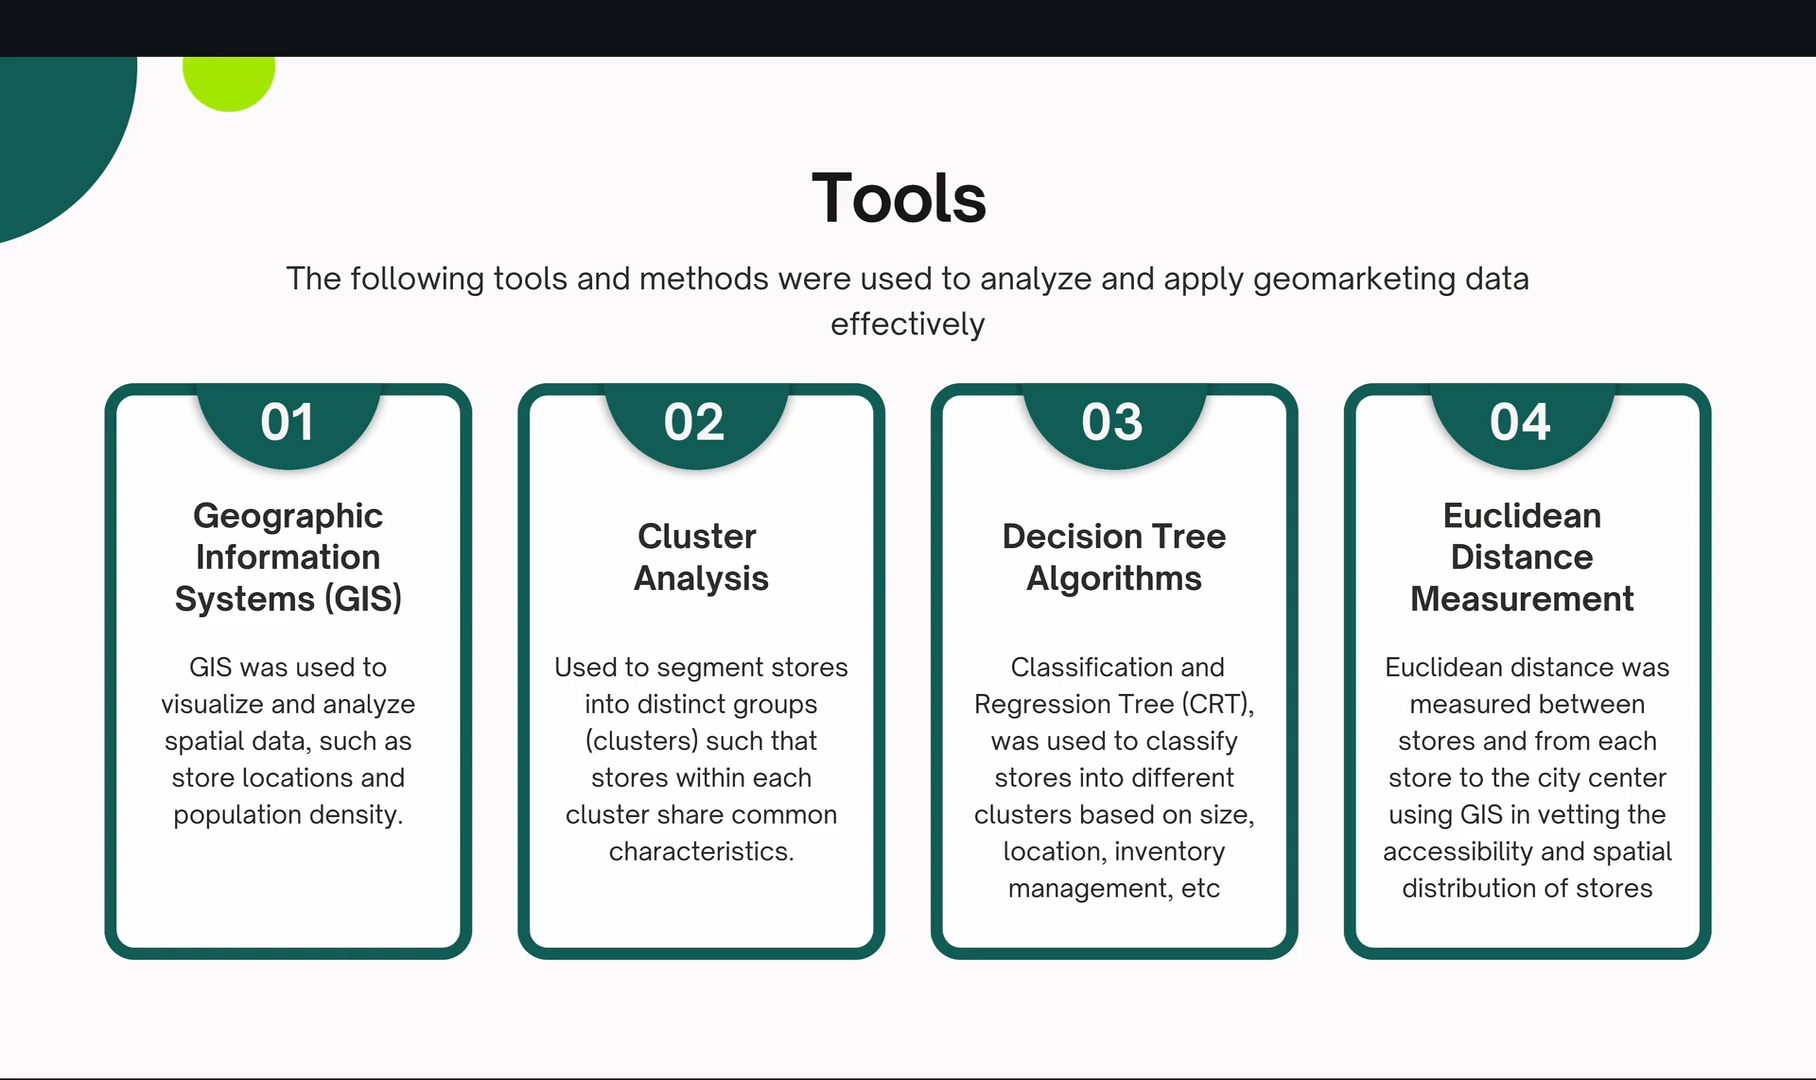 Tools
The following tools and methods were used to analyze and apply geomarketing data
effectively
01
Geographic
Information
Systems (GIS)
GIS was used to
visualize and analyze
spatial data, such as
store locations and
population density.
02
Cluster
Analysis
Used to segment stores
into distinct groups
(clusters) such that
stores within each
cluster share common
characteristics.
03
Decision Tree
Algorithms
Classification and
Regression Tree (CRT),
was used to classify
stores into different
clusters based on size,
location, inventory
management, etc
04
Euclidean
Distance
Measurement
Euclidean distance was
measured between
stores and from each
store to the city center
using GIS in vetting the
accessibility and spatial
distribution of stores